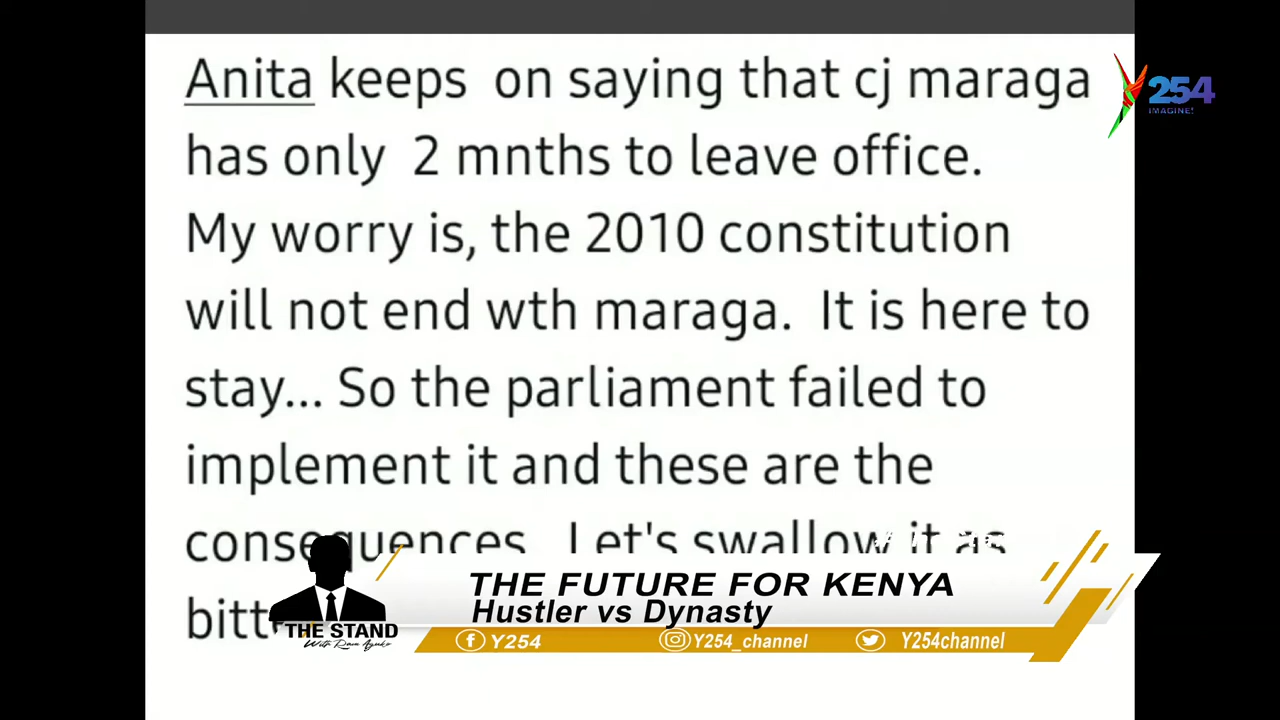 Anita keeps on saying that cj maraga
has only 2 mnths to leave office.
My worry is, the 2010 constitution
will not end wth maraga. It is here to
stay... So the parliament failed to
implement it and these are the
consequences. Let's swallow it as
Y254
IMAGINE!
THE FUTURE FOR KENYA
Hustler vs Dynasty
THE STAND
Y254
Y254_channel
Y254channel